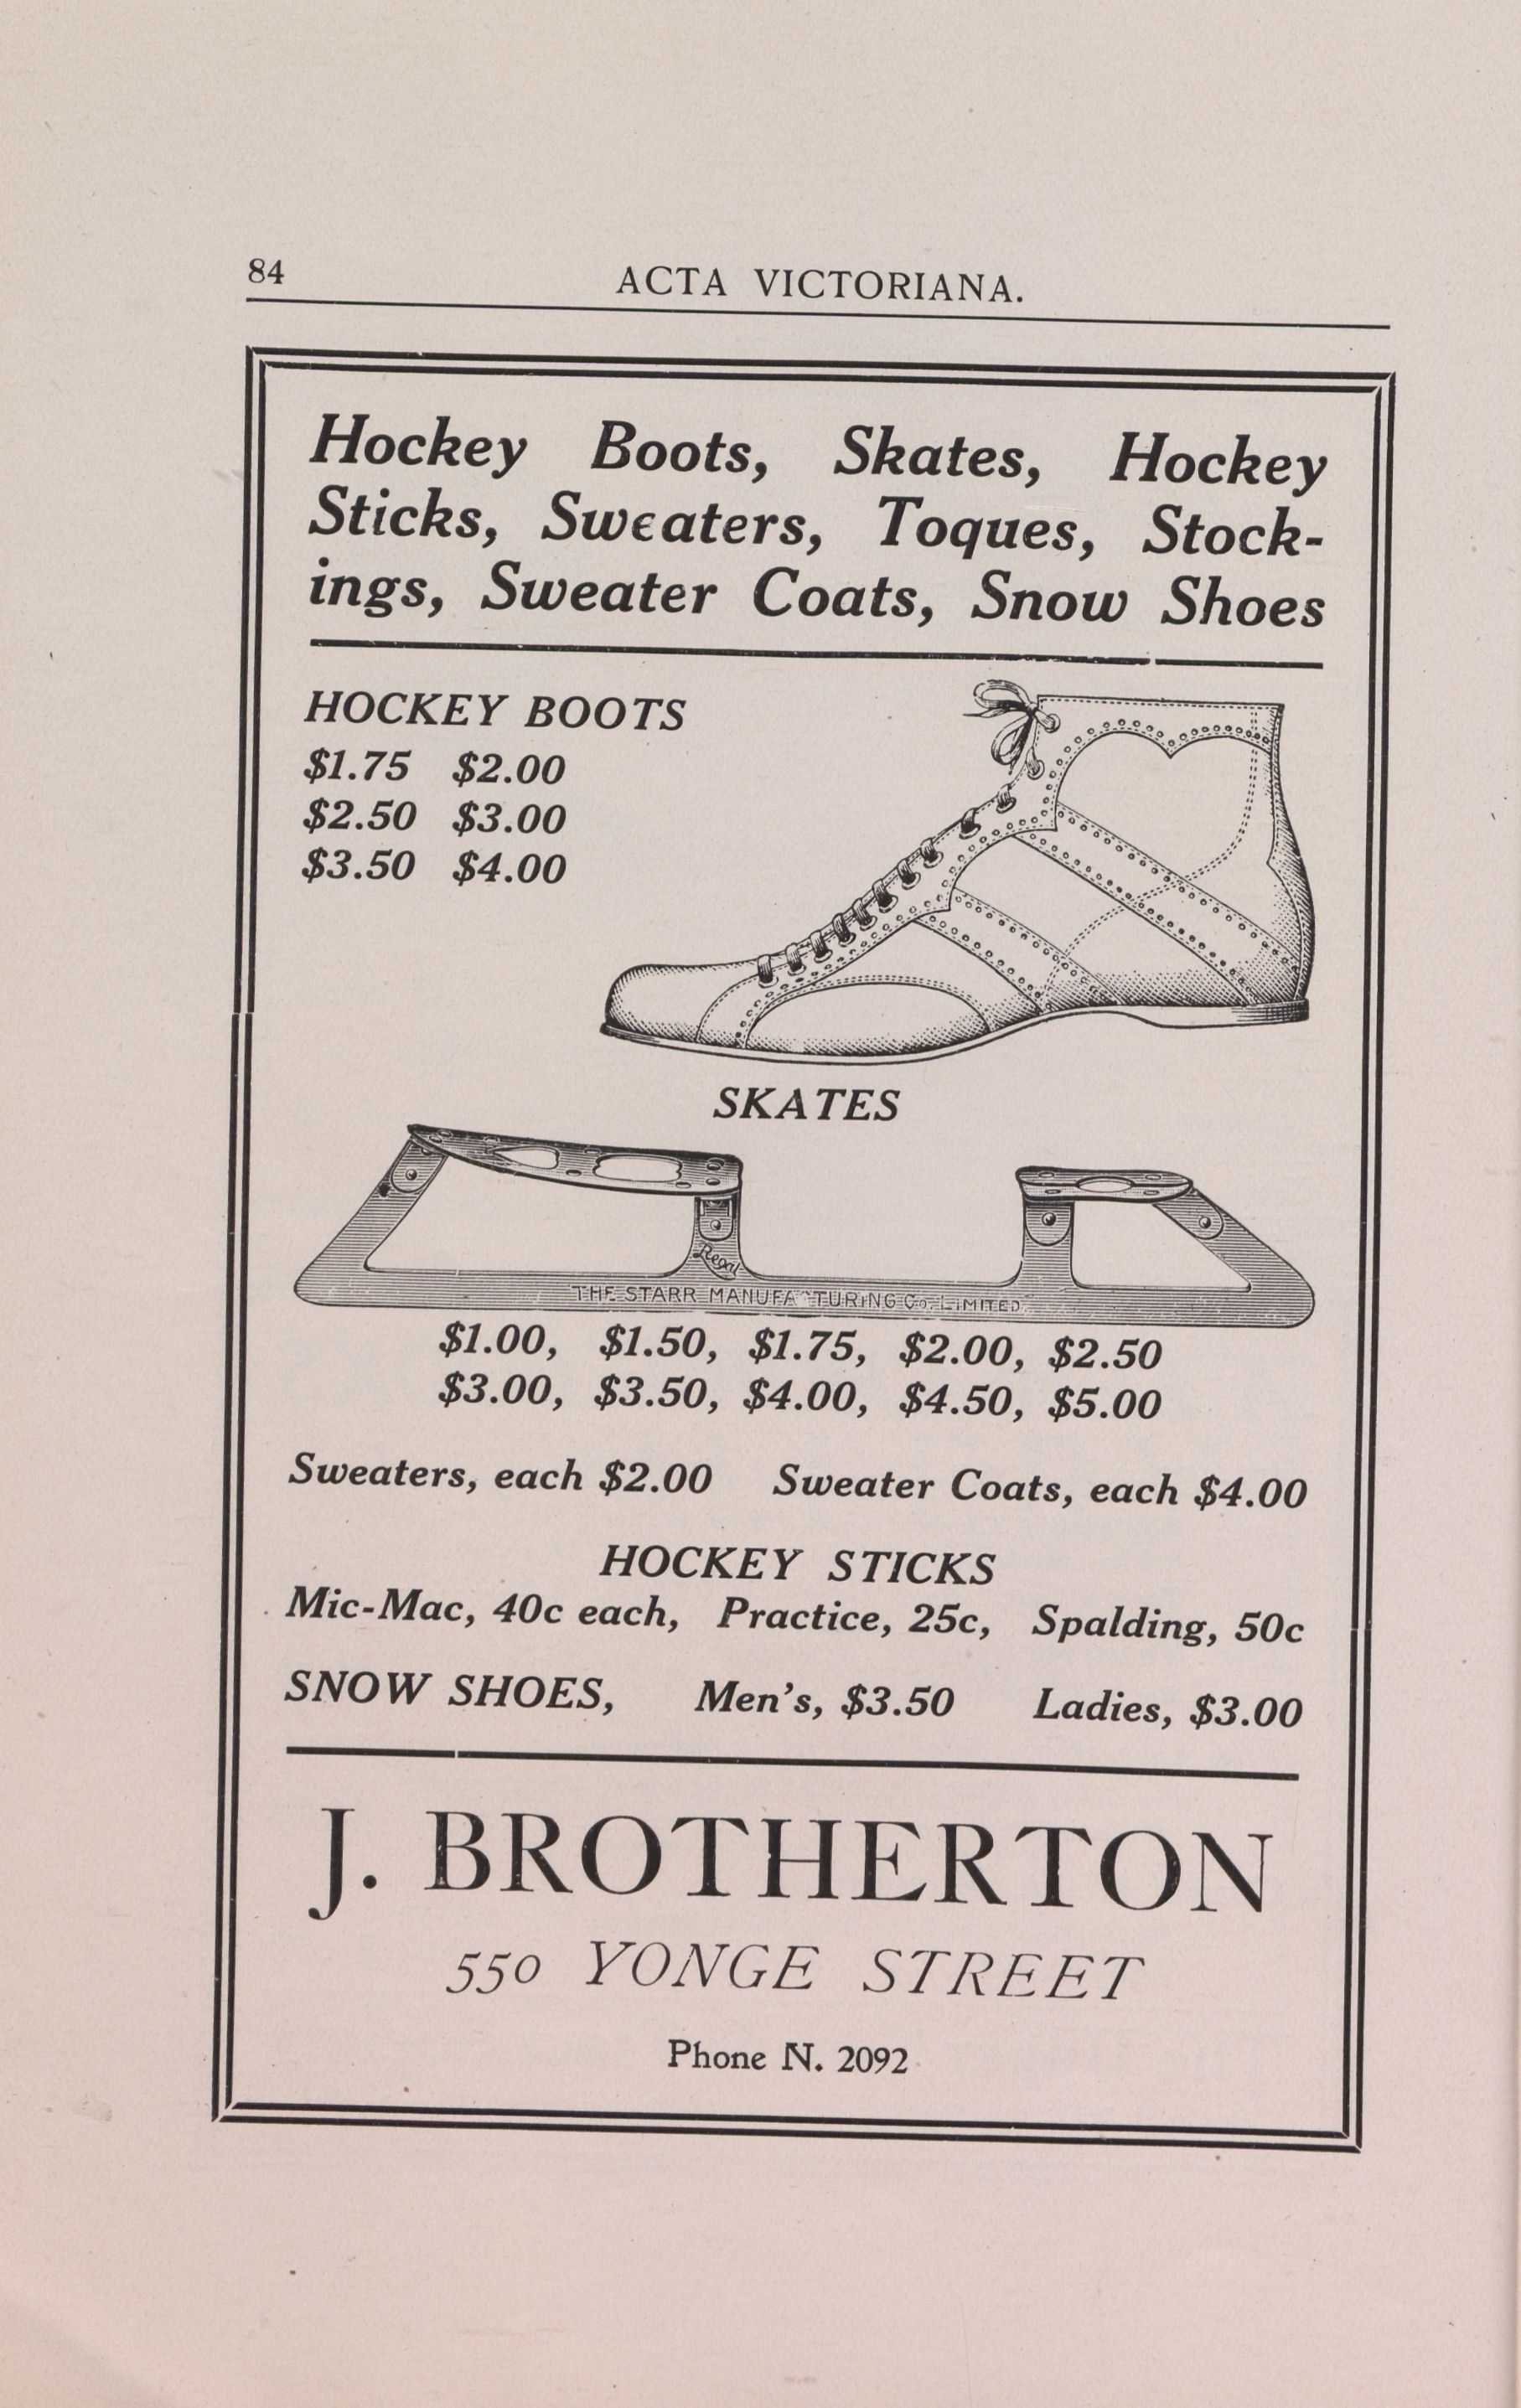 84
ACTA VICTORIANA.
Hockey Boots, Skates, Hockey
Sticks, Sweaters, Toques, Stock-
ings, Sweater Coats, Snow Shoes
HOCKEY BOOTS
$1.75 $2.00
$2.50 $3.00
$3.50 $4.00
SKATES
Regal
THE STARR MANUFACTURING Co. LIMITED.
$1.00, $1.50, $1.75, $2.00, $2.50
$3.00, $3.50, $4.00, $4.50, $5.00
Sweaters, each $2.00 Sweater Coats, each $4.00
HOCKEY STICKS
Mic-Mac, 40c each, Practice, 25c, Spalding, 50c
SNOW SHOES, Men's, $3.50 Ladies, $3.00
J. BROTHERTON
550 YONGE STREET
Phone N. 2092